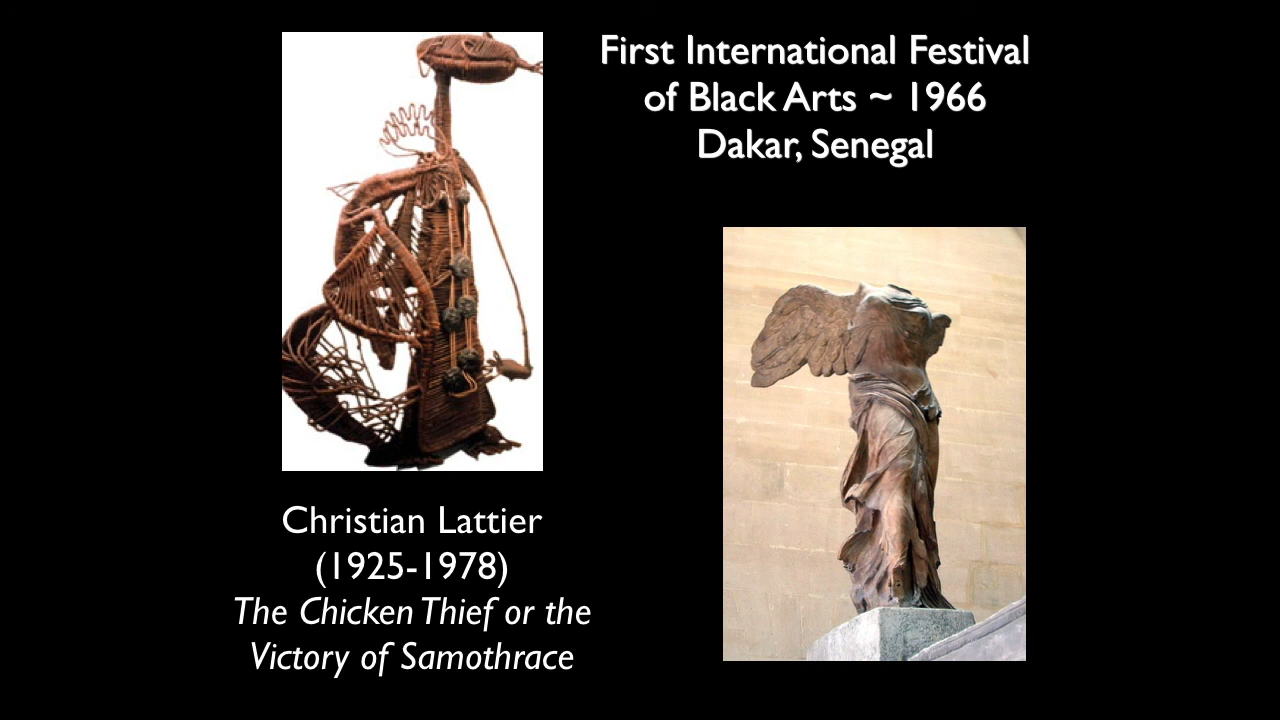 First International Festival
of Black Arts ~ 1966
Dakar, Senegal
Christian Lattier
(1925-1978)
The Chicken Thief or the
Victory of Samothrace